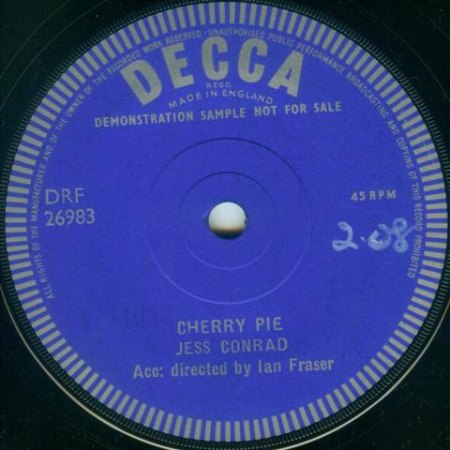 ALL RIGHTS OF THE MANUFACTURER AND OF THE OWNER OF THE RECORDED WORK RESERVED - UNAUTHORISED PUBLIC PERFORMANCE BROADCASTING AND COPYING OF THIS RECORD PROHIBITED
DECCA
REGD.
MADE IN ENGLAND
DEMONSTRATION SAMPLE NOT FOR SALE
DRF
26983
45 RPM
2.08
CHERRY PIE
JESS CONRAD
Acc: directed by Ian Fraser